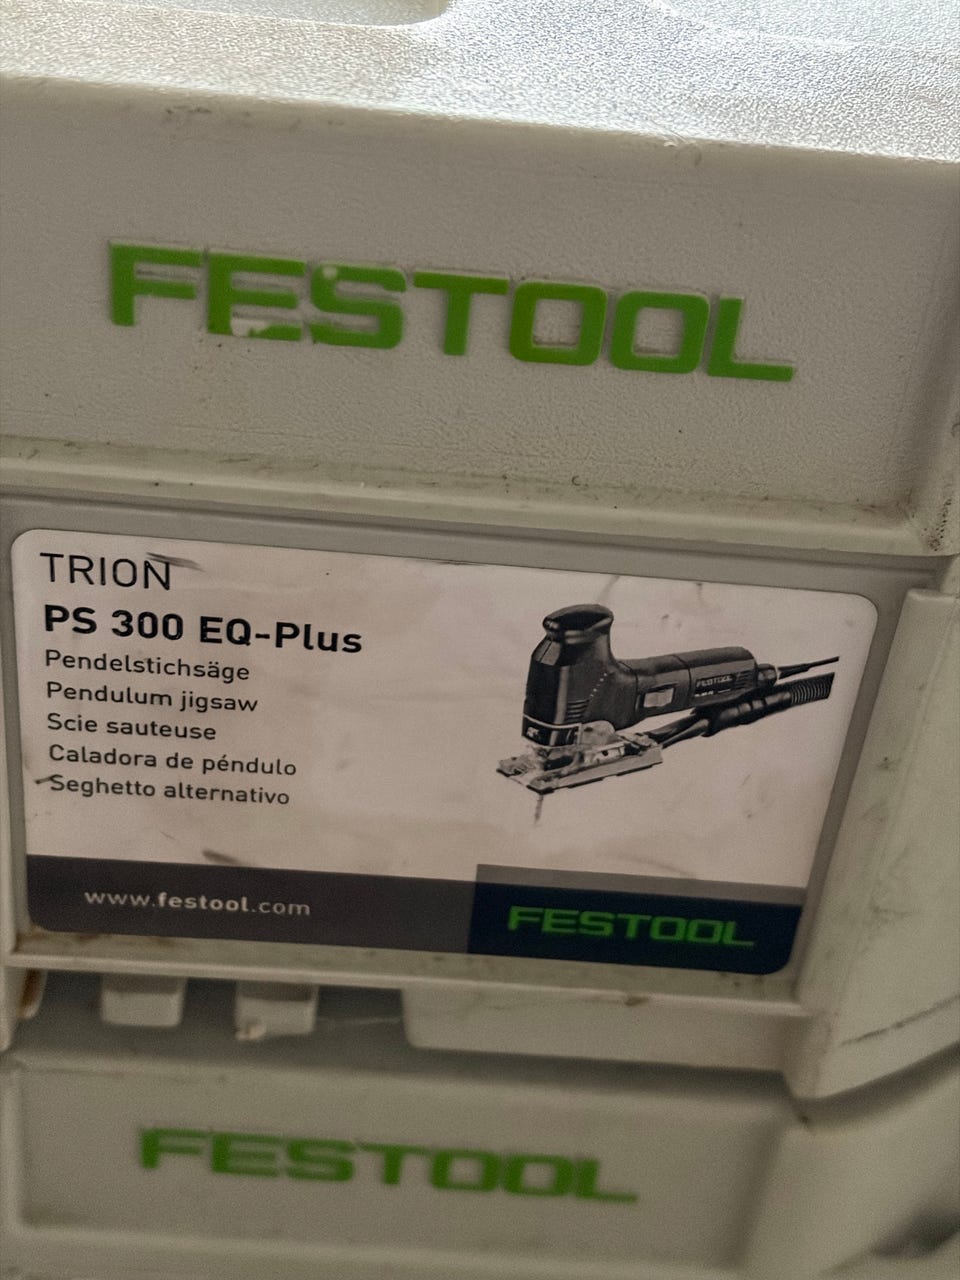 FESTOOL
TRION
PS 300 EQ-Plus
Pendelstichsäge
Pendulum jigsaw
Scie sauteuse
Caladora de péndulo
Seghetto alternativo
FESTOOL
www.festool.com
FESTOOL
FESTOOL